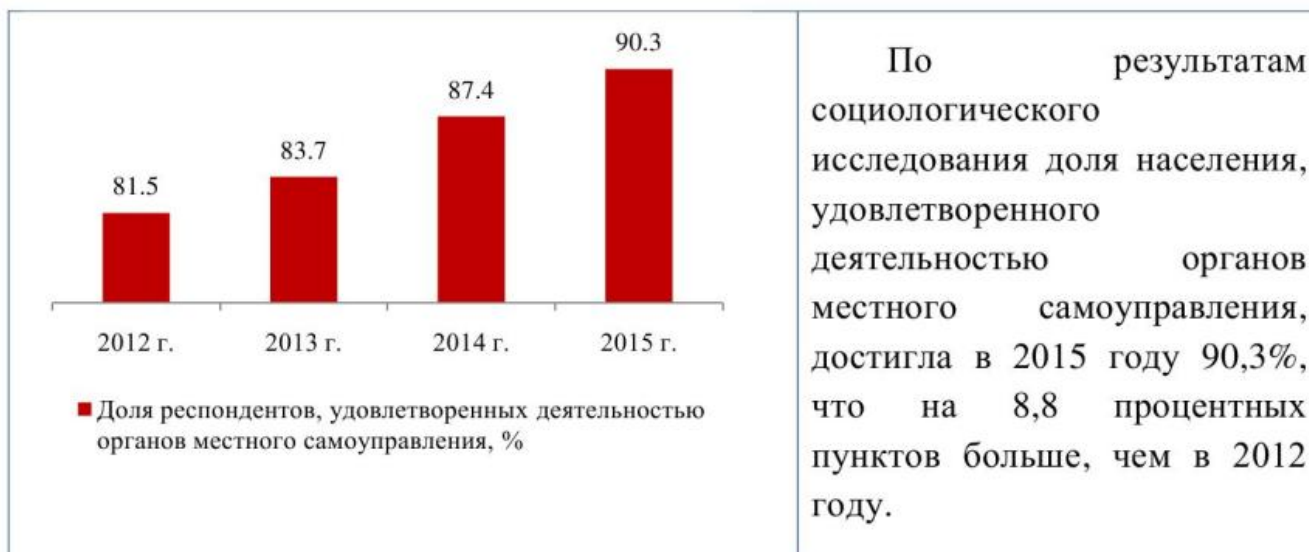 90.3
87.4
83.7
81.5
2012 г.
2013 г.
2014 г.
2015 г.
Доля респондентов, удовлетворенных деятельностью
органов местного самоуправления, %
По результатам
социологического
исследования доля населения,
удовлетворенного
деятельностью органов
местного самоуправления,
достигла в 2015 году 90,3%,
что на 8,8 процентных
пунктов больше, чем в 2012
году.